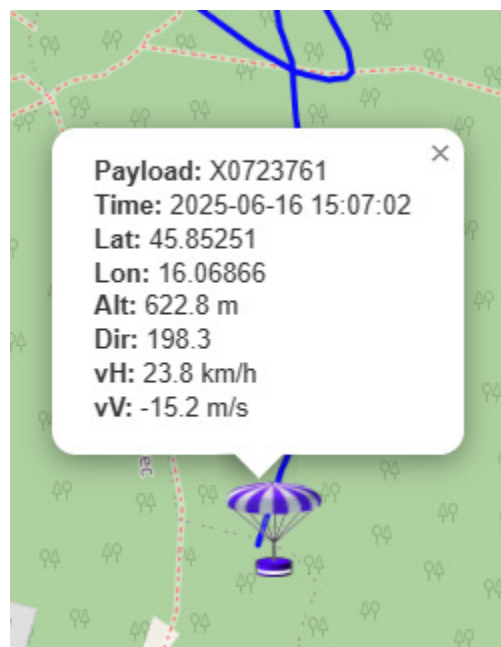 ×
Payload: X0723761
Time: 2025-06-16 15:07:02
Lat: 45.85251
Lon: 16.06866
Alt: 622.8 m
Dir: 198.3
vH: 23.8 km/h
vV: -15.2 m/s
ec